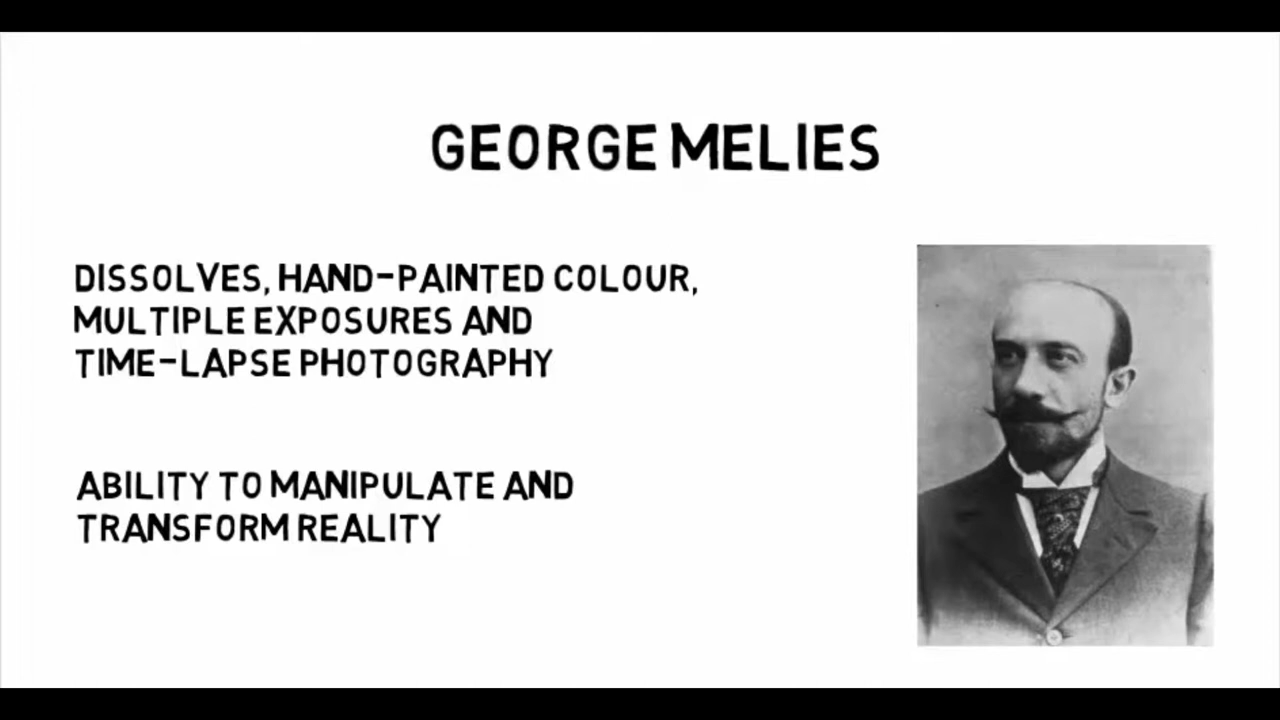 GEORGE MELIES
DISSOLVES, HAND-PAINTED COLOUR,
MULTIPLE EXPOSURES AND
TIME-LAPSE PHOTOGRAPHY
ABILITY TO MANIPULATE AND
TRANSFORM REALITY